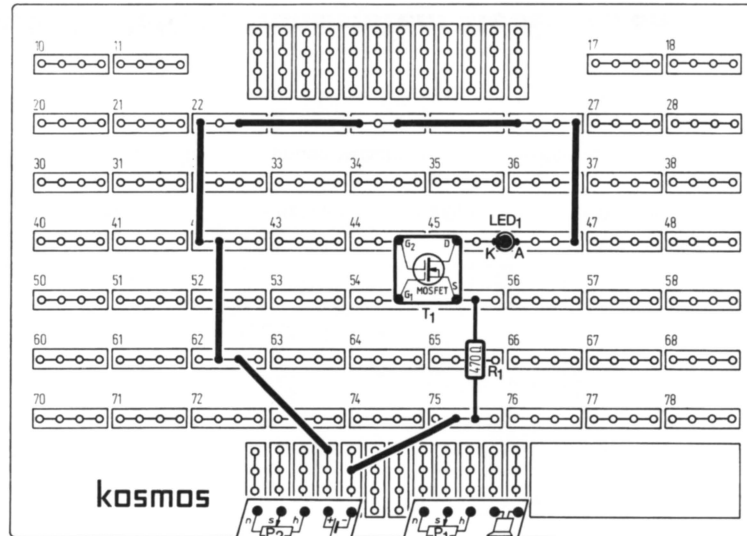 10 11 17 18
20 21 22 27 28
30 31 33 34 35 36 37 38
LED1
40 41 43 44 45 47 48
G2 D K A
MOSFET
50 51 52 53 54 G1 S 56 57 58
T1
60 61 62 63 64 65 66 67 68
470Ω R1
70 71 72 74 75 76 77 78
kosmos
n s h + - n s h
P2 P1